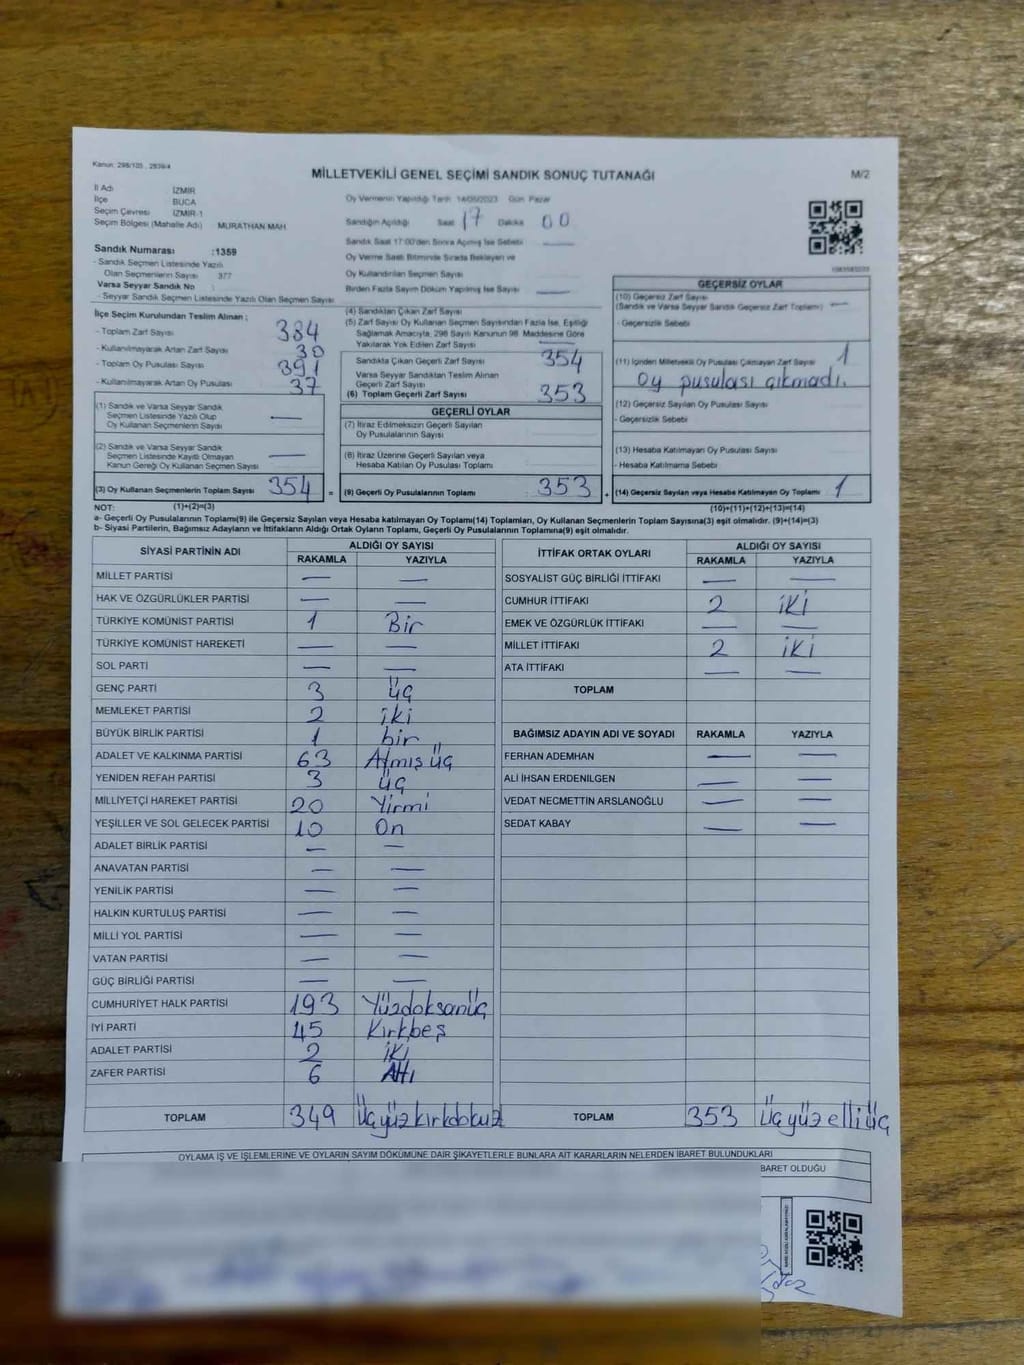 Kanun: 298/105 , 2839/4
MİLLETVEKİLİ GENEL SEÇİMİ SANDIK SONUÇ TUTANAĞI
M/2
İl Adı İZMİR
İlçe BUCA
Seçim Çevresi İZMİR-1
Seçim Bölgesi (Mahalle Adı) MURATHAN MAH
Sandık Numarası :1359
- Sandık Seçmen Listesinde Yazılı
Olan Seçmenlerin Sayısı 377
Varsa Seyyar Sandık No
- Seyyar Sandık Seçmen Listesinde Yazılı Olan Seçmen Sayısı
Oy Vermenin Yapıldığı Tarih 14/05/2023 Gün Pazar
Sandığın Açıldığı Saat 17 Dakika 00
Sandık Saat 17:00'den Sonra Açılmış İse Sebebi —
Oy Verme Saati Bitiminde Sırada Bekleyen ve
Oy Kullandırılan Seçmen Sayısı
Birden Fazla Sayım Döküm Yapılmış İse Sayısı —
İlçe Seçim Kurulundan Teslim Alınan ;
- Toplam Zarf Sayısı 384
- Kullanılmayarak Artan Zarf Sayısı 30
- Toplam Oy Pusulası Sayısı 391
- Kullanılmayarak Artan Oy Pusulası 37
(1) Sandık ve Varsa Seyyar Sandık
Seçmen Listesinde Yazılı Olup
Oy Kullanan Seçmenlerin Sayısı —
(2) Sandık ve Varsa Seyyar Sandık
Seçmen Listesinde Kayıtlı Olmayan —
Kanun Gereği Oy Kullanan Seçmen Sayısı
(3) Oy Kullanan Seçmenlerin Toplam Sayısı 354 =
(4) Sandıktan Çıkan Zarf Sayısı
(5) Zarf Sayısı Oy Kullanan Seçmen Sayısından Fazla İse, Eşitliği
Sağlamak Amacıyla, 298 Sayılı Kanunun 98. Maddesine Göre
Yakılarak Yok Edilen Zarf Sayısı —
Sandıkta Çıkan Geçerli Zarf Sayısı 354
Varsa Seyyar Sandıktan Teslim Alınan
Geçerli Zarf Sayısı
(6) Toplam Geçerli Zarf Sayısı 353
GEÇERLİ OYLAR
(7) İtiraz Edilmeksizin Geçerli Sayılan
Oy Pusulalarının Sayısı
(8) İtiraz Üzerine Geçerli Sayılan veya
Hesaba Katılan Oy Pusulası Toplamı
(9) Geçerli Oy Pusulalarının Toplamı 353 +
GEÇERSİZ OYLAR
(10) Geçersiz Zarf Sayısı
(Sandık ve Varsa Seyyar Sandık Geçersiz Zarf Toplamı) —
- Geçersizlik Sebebi
(11) İçinden Milletvekili Oy Pusulası Çıkmayan Zarf Sayısı 1
Oy pusulası çıkmadı.
(12) Geçersiz Sayılan Oy Pusulası Sayısı
- Geçersizlik Sebebi
(13) Hesaba Katılmayan Oy Pusulası Sayısı
- Hesaba Katılmama Sebebi
(14) Geçersiz Sayılan veya Hesaba Katılmayan Oy Toplamı 1
NOT: (1)+(2)=(3) (10)+(11)+(12)+(13)=(14)
a- Geçerli Oy Pusulalarının Toplamı(9) ile Geçersiz Sayılan veya Hesaba katılmayan Oy Toplamı(14) Toplamları, Oy Kullanan Seçmenlerin Toplam Sayısına(3) eşit olmalıdır. (9)+(14)=(3)
b- Siyasi Partilerin, Bağımsız Adayların ve İttifakların Aldığı Ortak Oyların Toplamı, Geçerli Oy Pusulalarının Toplamına(9) eşit olmalıdır.
SİYASİ PARTİNİN ADI ALDIĞI OY SAYISI
RAKAMLA YAZIYLA
MİLLET PARTİSİ — —
HAK VE ÖZGÜRLÜKLER PARTİSİ — —
TÜRKİYE KOMÜNİST PARTİSİ 1 Bir
TÜRKİYE KOMÜNİST HAREKETİ — —
SOL PARTİ — —
GENÇ PARTİ 3 üç
MEMLEKET PARTİSİ 2 iki
BÜYÜK BİRLİK PARTİSİ 1 bir
ADALET VE KALKINMA PARTİSİ 63 Atmış üç
YENİDEN REFAH PARTİSİ 3 üç
MİLLİYETÇİ HAREKET PARTİSİ 20 Yirmi
YEŞİLLER VE SOL GELECEK PARTİSİ 10 On
ADALET BİRLİK PARTİSİ — —
ANAVATAN PARTİSİ — —
YENİLİK PARTİSİ — —
HALKIN KURTULUŞ PARTİSİ — —
MİLLİ YOL PARTİSİ — —
VATAN PARTİSİ — —
GÜÇ BİRLİĞİ PARTİSİ — —
CUMHURİYET HALK PARTİSİ 193 Yüzdoksanüç
İYİ PARTİ 45 Kırkbeş
ADALET PARTİSİ 2 iki
ZAFER PARTİSİ 6 Altı
TOPLAM 349 Üçyüzkırkdokuz
İTTİFAK ORTAK OYLARI ALDIĞI OY SAYISI
RAKAMLA YAZIYLA
SOSYALİST GÜÇ BİRLİĞİ İTTİFAKI — —
CUMHUR İTTİFAKI 2 iki
EMEK VE ÖZGÜRLÜK İTTİFAKI — —
MİLLET İTTİFAKI 2 iki
ATA İTTİFAKI — —
TOPLAM
BAĞIMSIZ ADAYIN ADI VE SOYADI RAKAMLA YAZIYLA
FERHAN ADEMHAN — —
ALİ İHSAN ERDENİLGEN — —
VEDAT NECMETTİN ARSLANOĞLU — —
SEDAT KABAY — —
TOPLAM 353 Üçyüzelliüç
OYLAMA İŞ VE İŞLEMLERİNE VE OYLARIN SAYIM DÖKÜMÜNE DAİR ŞİKAYETLERLE BUNLARA AİT KARARLARIN NELERDEN İBARET BULUNDUKLARI
BARET OLDUĞU